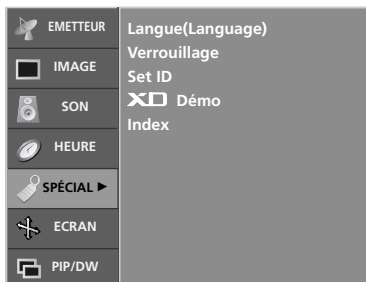 EMETTEUR
IMAGE
SON
HEURE
SPÉCIAL ►
ECRAN
PIP/DW
Langue(Language)
Verrouillage
Set ID
XD Démo
Index